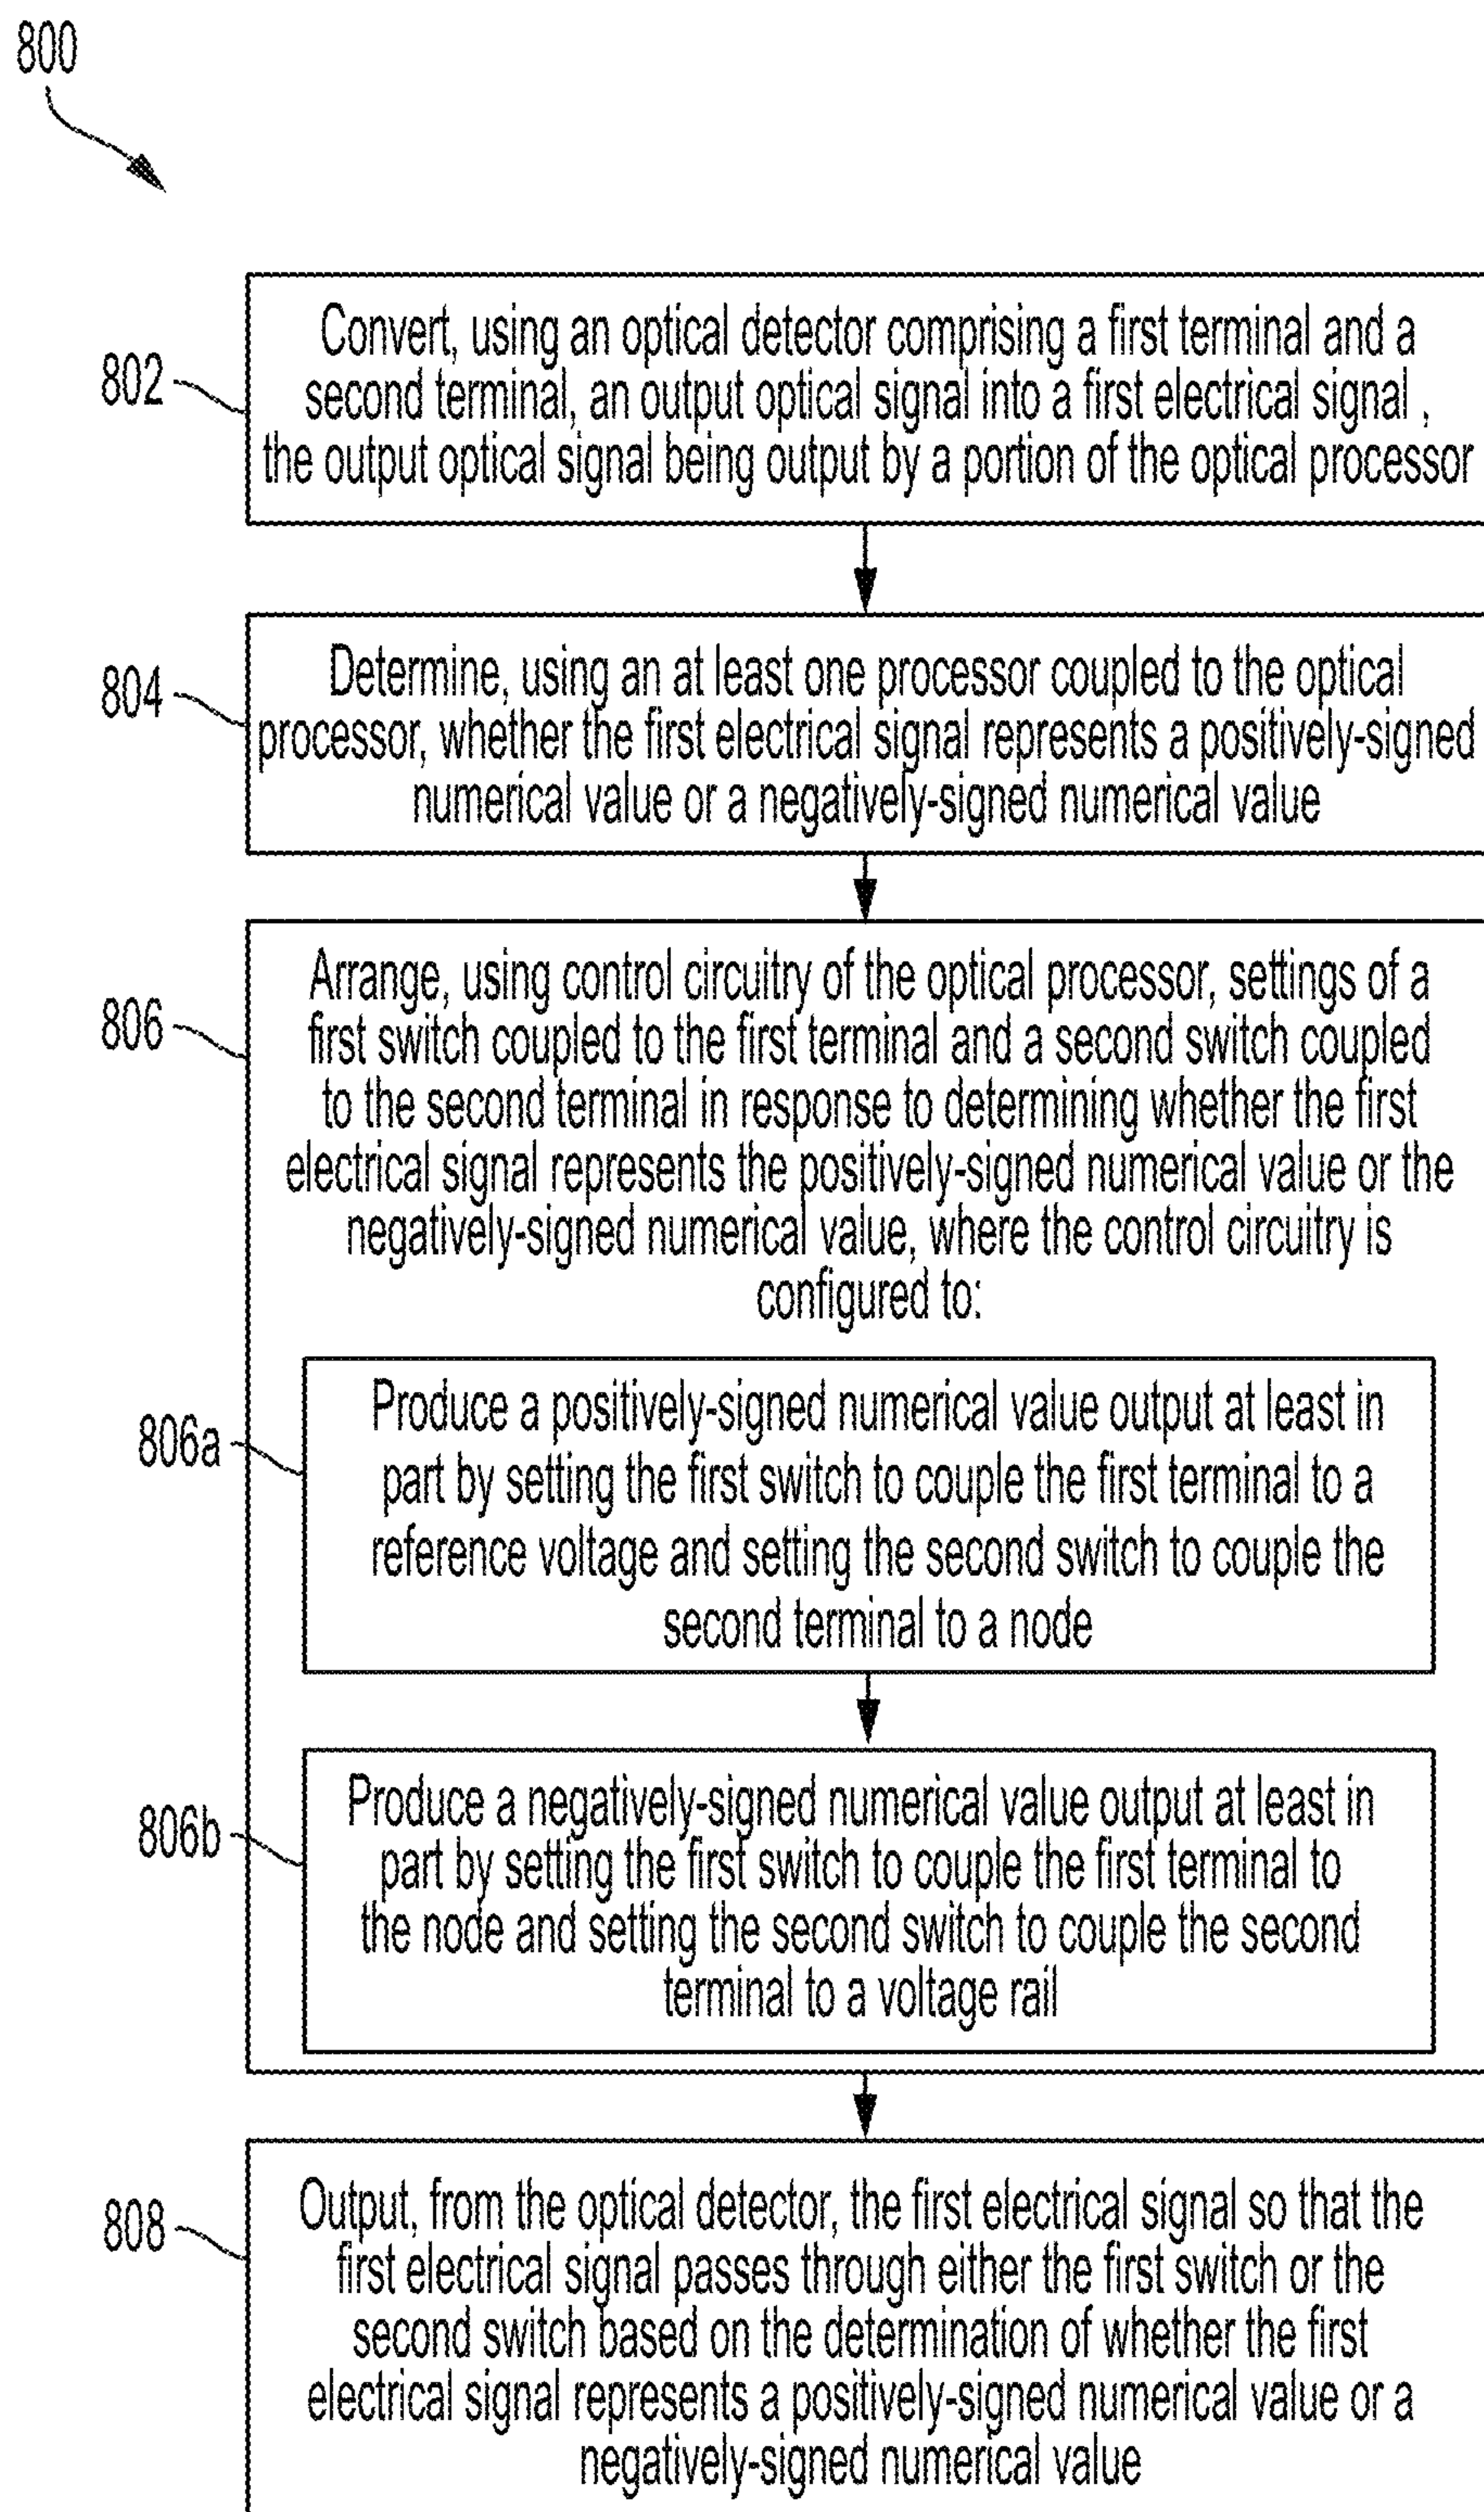 800
802
Convert, using an optical detector comprising a first terminal and a
second terminal, an output optical signal into a first electrical signal ,
the output optical signal being output by a portion of the optical processor
804
Determine, using an at least one processor coupled to the optical
processor, whether the first electrical signal represents a positively-signed
numerical value or a negatively-signed numerical value
806
Arrange, using control circuitry of the optical processor, settings of a
first switch coupled to the first terminal and a second switch coupled
to the second terminal in response to determining whether the first
electrical signal represents the positively-signed numerical value or the
negatively-signed numerical value, where the control circuitry is
configured to:
806a
Produce a positively-signed numerical value output at least in
part by setting the first switch to couple the first terminal to a
reference voltage and setting the second switch to couple the
second terminal to a node
806b
Produce a negatively-signed numerical value output at least in
part by setting the first switch to couple the first terminal to
the node and setting the second switch to couple the second
terminal to a voltage rail
808
Output, from the optical detector, the first electrical signal so that the
first electrical signal passes through either the first switch or the
second switch based on the determination of whether the first
electrical signal represents a positively-signed numerical value or a
negatively-signed numerical value